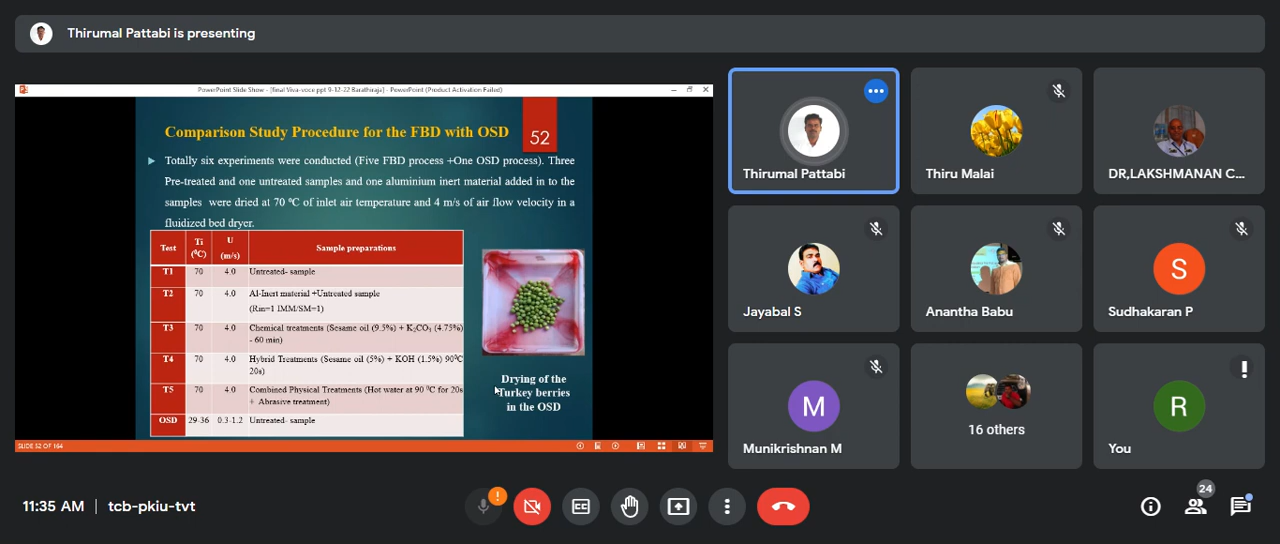 Thirumal Pattabi is presenting
PowerPoint Slide Show - [final Viva-voce.ppt 9-12-22 Barathiraja] - PowerPoint (Product Activation Failed)
Comparison Study Procedure for the FBD with OSD
52
Totally six experiments were conducted (Five FBD process +One OSD process). Three
Pre-treated and one untreated samples and one aluminium inert material added in to the
samples were dried at 70 ⁰C of inlet air temperature and 4 m/s of air flow velocity in a
fluidized bed dryer.
Test Ti (⁰C) U (m/s) Sample preparations
T1 70 4.0 Untreated- sample
T2 70 4.0 Al-Inert material +Untreated sample
(Rim=1 IMM/SM=1)
T3 70 4.0 Chemical treatments (Sesame oil (9.5%) + K₂CO₃ (4.75%)
- 60 min)
T4 70 4.0 Hybrid Treatments (Sesame oil (5%) + KOH (1.5%) 90⁰C
20s)
T5 70 4.0 Combined Physical Treatments (Hot water at 90 ⁰C for 20s
+ Abrasive treatment)
OSD 29-36 0.3-1.2 Untreated- sample
Drying of the
Turkey berries
in the OSD
SLIDE 52 OF 164
Thirumal Pattabi
Thiru Malai
DR,LAKSHMANAN C...
Jayabal S
Anantha Babu
S
Sudhakaran P
M
Munikrishnan M
16 others
R
You
11:35 AM | tcb-pkiu-tvt
CC
24